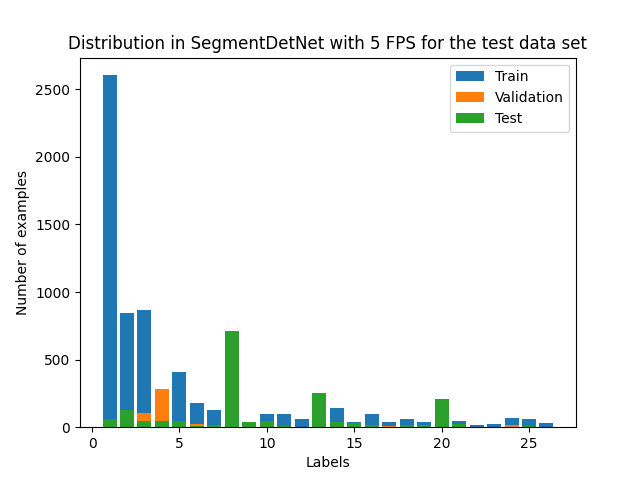 Distribution in SegmentDetNet with 5 FPS for the test data set
Train
Validation
Test
Number of examples
2500
2000
1500
1000
500
0
0 5 10 15 20 25
Labels